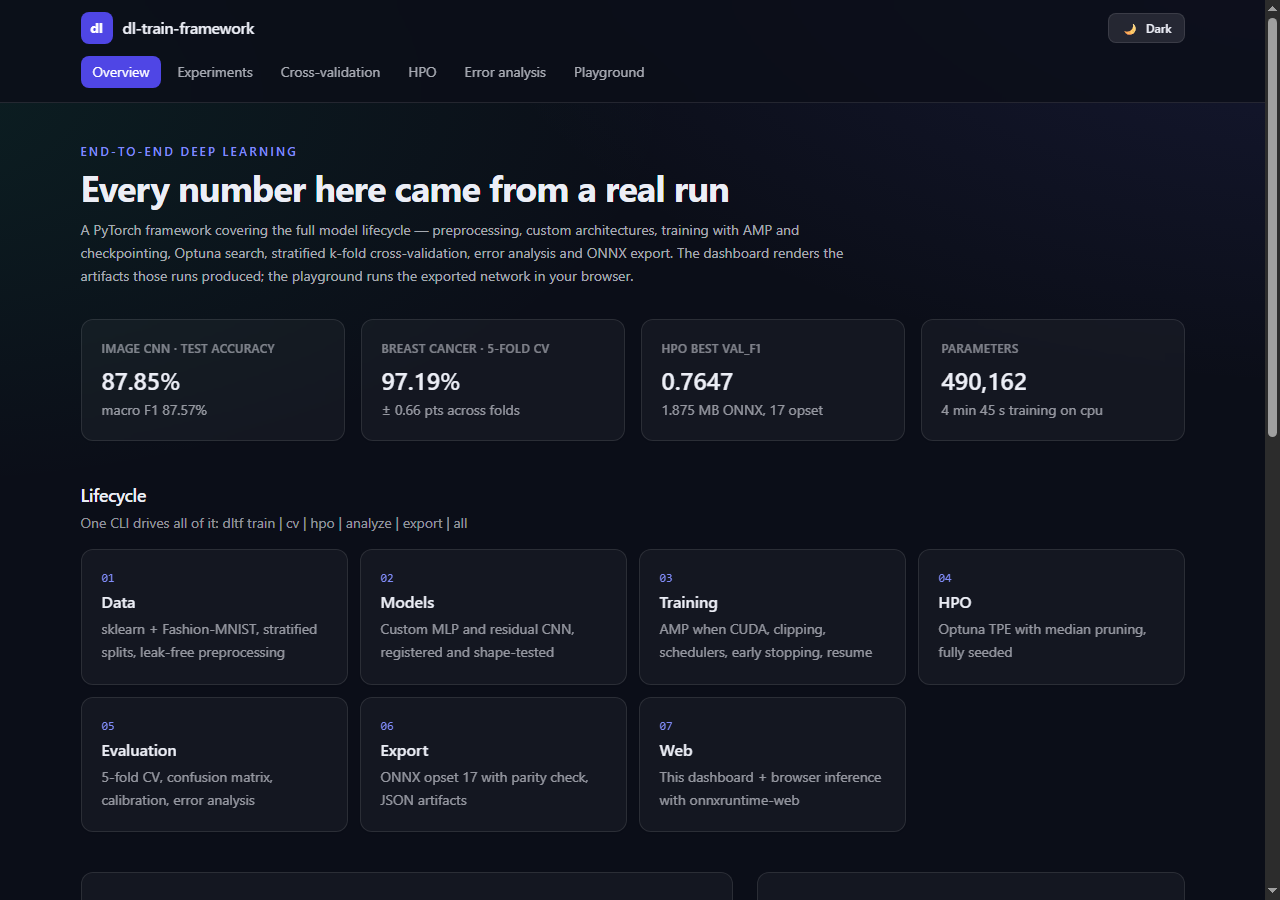 dl
dl-train-framework
🌙 Dark
Overview
Experiments
Cross-validation
HPO
Error analysis
Playground
END-TO-END DEEP LEARNING
Every number here came from a real run
A PyTorch framework covering the full model lifecycle — preprocessing, custom architectures, training with AMP and
checkpointing, Optuna search, stratified k-fold cross-validation, error analysis and ONNX export. The dashboard renders the
artifacts those runs produced; the playground runs the exported network in your browser.
IMAGE CNN · TEST ACCURACY
87.85%
macro F1 87.57%
BREAST CANCER · 5-FOLD CV
97.19%
± 0.66 pts across folds
HPO BEST VAL_F1
0.7647
1.875 MB ONNX, 17 opset
PARAMETERS
490,162
4 min 45 s training on cpu
Lifecycle
One CLI drives all of it: dltf train | cv | hpo | analyze | export | all
01
Data
sklearn + Fashion-MNIST, stratified
splits, leak-free preprocessing
02
Models
Custom MLP and residual CNN,
registered and shape-tested
03
Training
AMP when CUDA, clipping,
schedulers, early stopping, resume
04
HPO
Optuna TPE with median pruning,
fully seeded
05
Evaluation
5-fold CV, confusion matrix,
calibration, error analysis
06
Export
ONNX opset 17 with parity check,
JSON artifacts
07
Web
This dashboard + browser inference
with onnxruntime-web